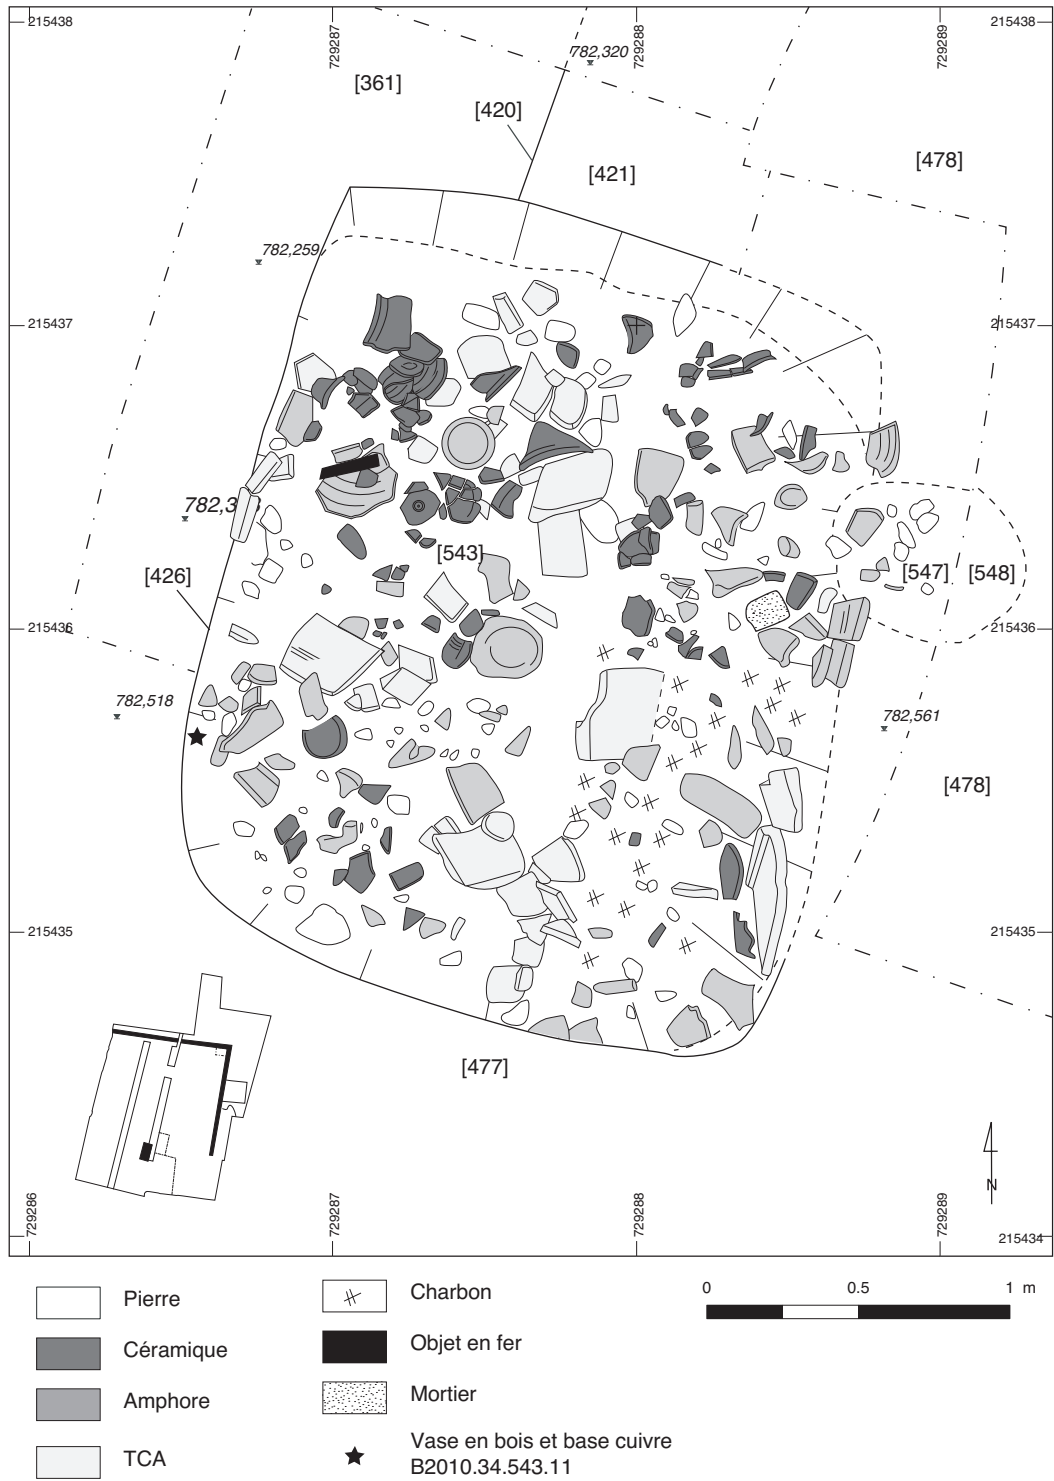 215438
215438
729287
729288
729289
782,320
[361]
[420]
[421]
[478]
782,259
215437
215437
[543]
[426]
[547]
[548]
215436
215436
782,518
782,561
[478]
215435
215435
[477]
N
729286
729287
729288
729289
215434
Pierre
Charbon
0 0.5 1 m
Céramique
Objet en fer
Amphore
Mortier
TCA
Vase en bois et base cuivre
B2010.34.543.11